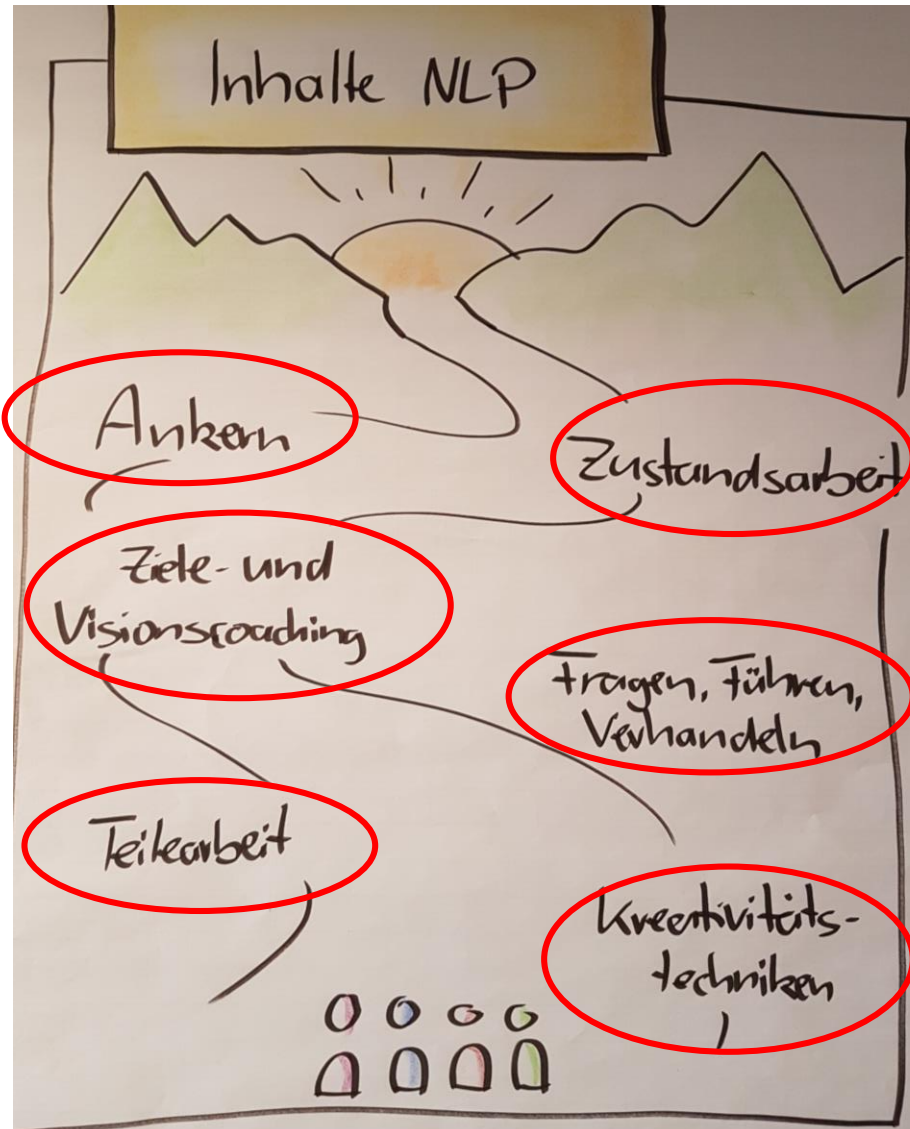 Inhalte NLP
Ankern
Zustandsarbeit
Ziele- und
Visionscoaching
Fragen, Führen,
Verhandeln
Teilearbeit
Kreativitäts-
techniken